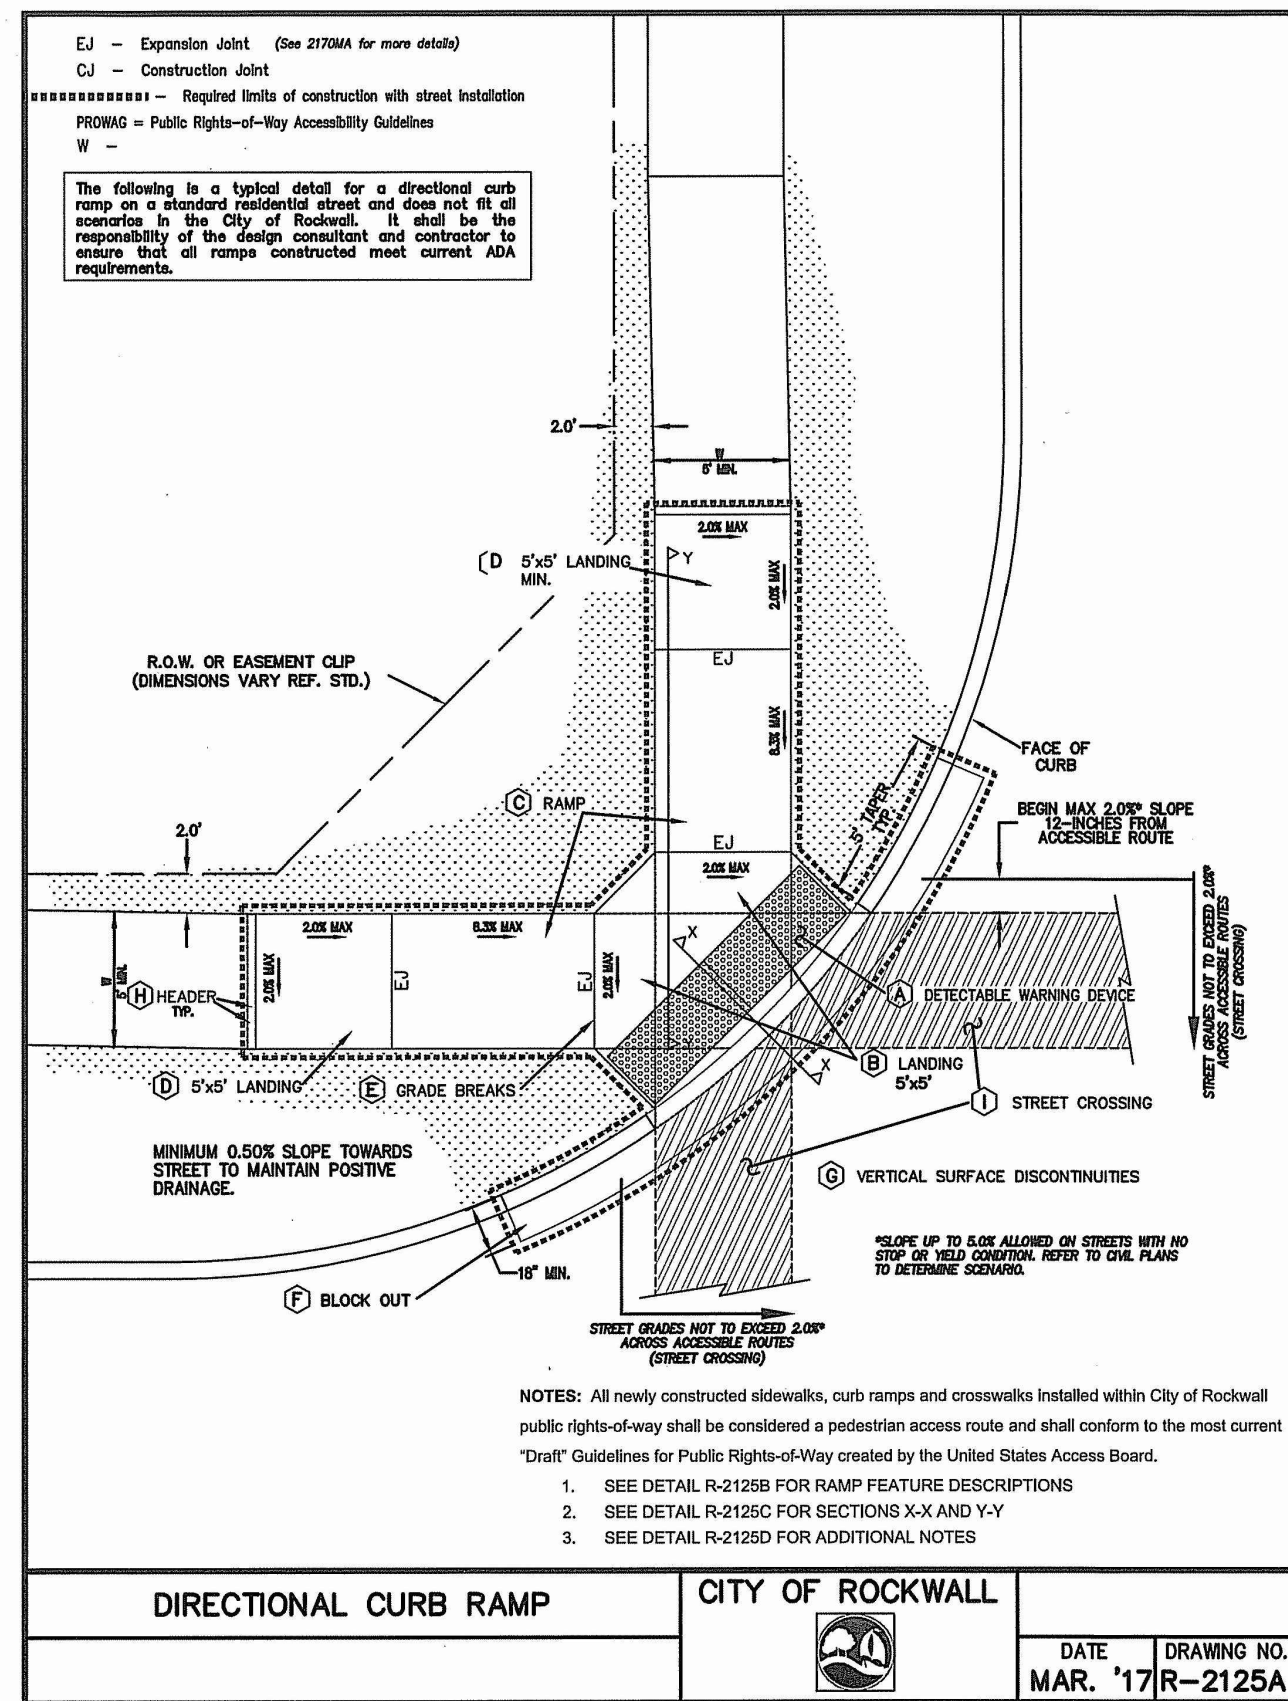 EJ – Expansion Joint (See 2170MA for more details)
CJ – Construction Joint
– Required limits of construction with street installation
PROWAG = Public Rights-of-Way Accessibility Guidelines
W –
The following is a typical detail for a directional curb
ramp on a standard residential street and does not fit all
scenarios in the City of Rockwall. It shall be the
responsibility of the design consultant and contractor to
ensure that all ramps constructed meet current ADA
requirements.
2.0'
W
5' MIN.
2.0% MAX
D 5'x5' LANDING
MIN.
Y
2.0% MAX
EJ
R.O.W. OR EASEMENT CLIP
(DIMENSIONS VARY REF. STD.)
8.3% MAX
FACE OF
CURB
C RAMP
5' TAPER
TYP.
BEGIN MAX 2.0%* SLOPE
12-INCHES FROM
ACCESSIBLE ROUTE
2.0'
EJ
2.0% MAX
STREET GRADES NOT TO EXCEED 2.0%*
ACROSS ACCESSIBLE ROUTES
(STREET CROSSING)
2.0% MAX
8.3% MAX
X
W
5' MIN.
H HEADER
TYP.
2.0% MAX
EJ
EJ
2.0% MAX
A DETECTABLE WARNING DEVICE
Y
X
B LANDING
5'x5'
D 5'x5' LANDING
E GRADE BREAKS
I STREET CROSSING
MINIMUM 0.50% SLOPE TOWARDS
STREET TO MAINTAIN POSITIVE
DRAINAGE.
G VERTICAL SURFACE DISCONTINUITIES
*SLOPE UP TO 5.0% ALLOWED ON STREETS WITH NO
STOP OR YIELD CONDITION. REFER TO CIVIL PLANS
TO DETERMINE SCENARIO.
18" MIN.
F BLOCK OUT
STREET GRADES NOT TO EXCEED 2.0%*
ACROSS ACCESSIBLE ROUTES
(STREET CROSSING)
NOTES: All newly constructed sidewalks, curb ramps and crosswalks installed within City of Rockwall
public rights-of-way shall be considered a pedestrian access route and shall conform to the most current
"Draft" Guidelines for Public Rights-of-Way created by the United States Access Board.
1. SEE DETAIL R-2125B FOR RAMP FEATURE DESCRIPTIONS
2. SEE DETAIL R-2125C FOR SECTIONS X-X AND Y-Y
3. SEE DETAIL R-2125D FOR ADDITIONAL NOTES
DIRECTIONAL CURB RAMP
CITY OF ROCKWALL
DATE
MAR. '17
DRAWING NO.
R-2125A